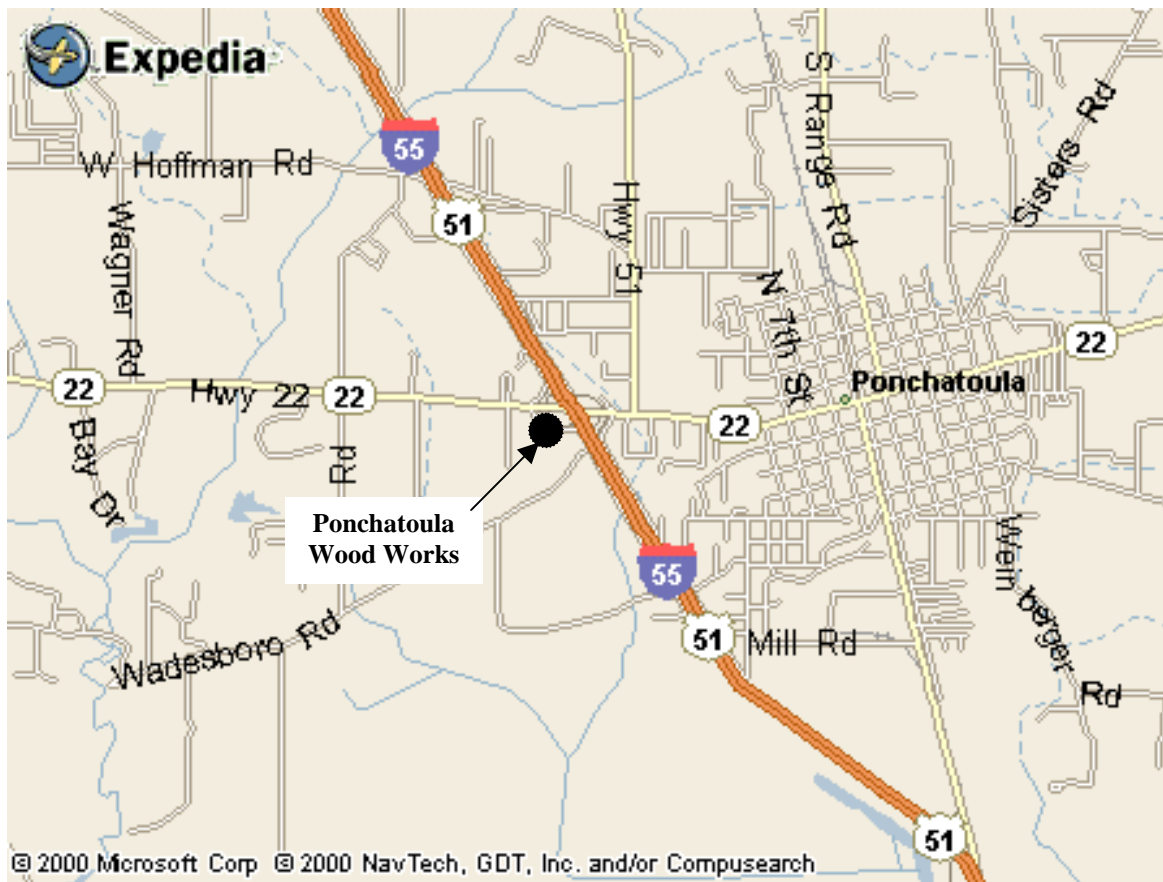 Expedia
55
W Hoffman Rd
51
Wagner Rd
Hwy 51
S Range Rd
Sisters Rd
N 7th St
22
Hwy 22
22
22
22
Ponchatoula
Bay Dr
Rd
Ponchatoula
Wood Works
55
51
Mill Rd
Wein berger Rd
Wadesboro Rd
51
© 2000 Microsoft Corp © 2000 NavTech, GDT, Inc. and/or Compusearch